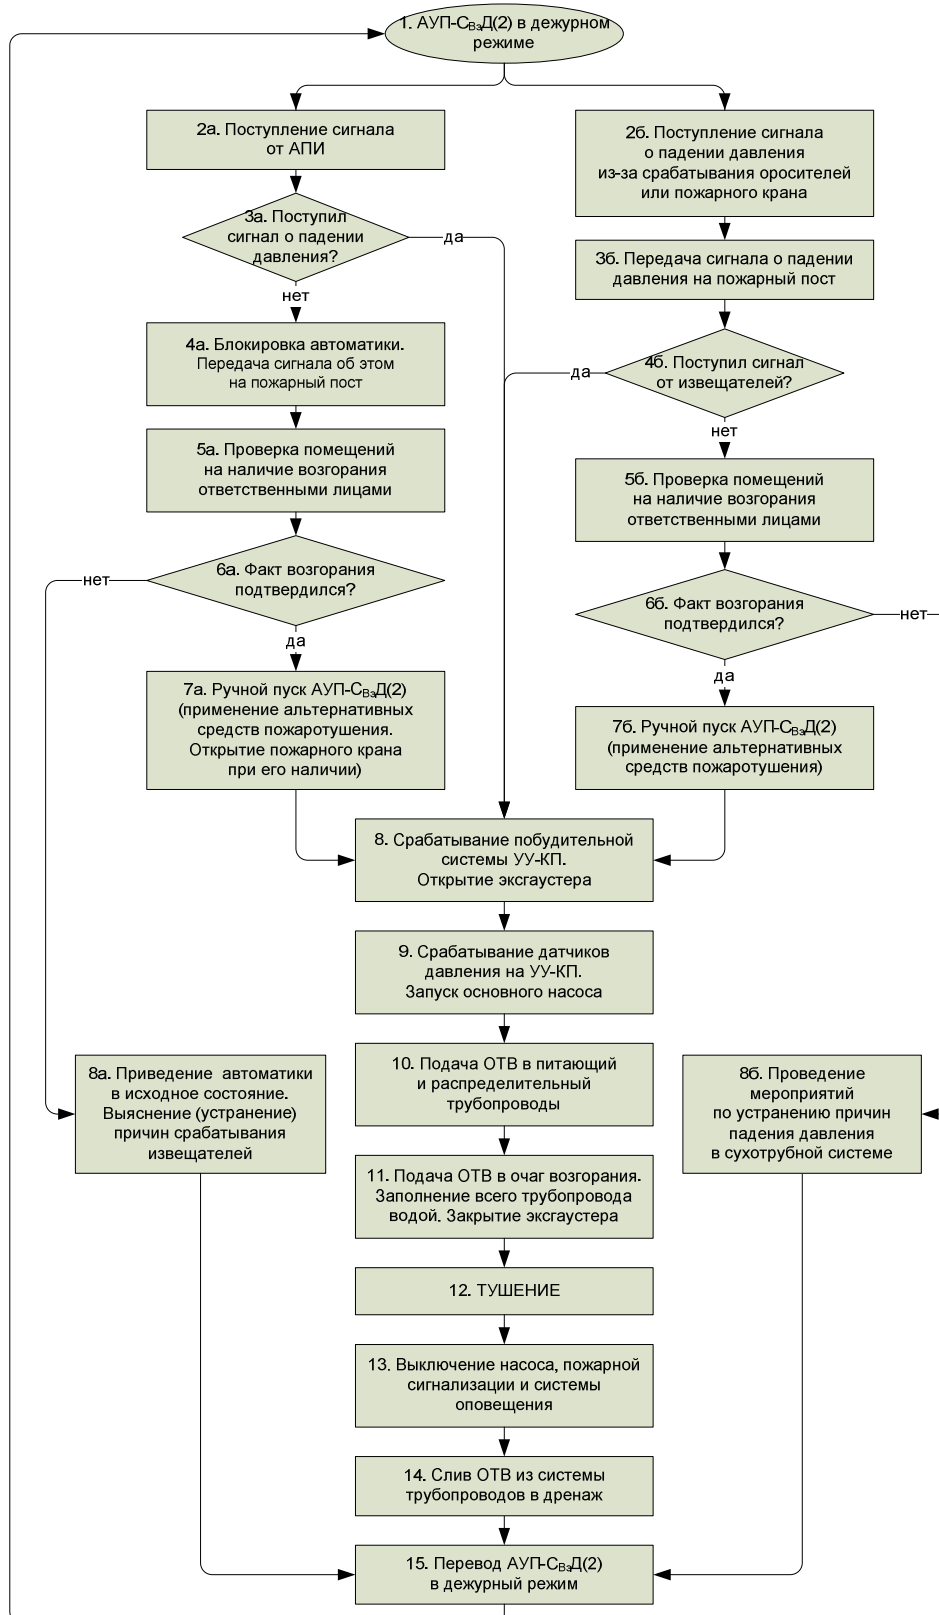 1. АУП-СВзД(2) в дежурном
режиме
2а. Поступление сигнала
от АПИ
2б. Поступление сигнала
о падении давления
из-за срабатывания оросителей
или пожарного крана
3а. Поступил
сигнал о падении
давления?
да
нет
3б. Передача сигнала о падении
давления на пожарный пост
4а. Блокировка автоматики.
Передача сигнала об этом
на пожарный пост
4б. Поступил сигнал
от извещателей?
да
нет
5а. Проверка помещений
на наличие возгорания
ответственными лицами
5б. Проверка помещений
на наличие возгорания
ответственными лицами
6а. Факт возгорания
подтвердился?
нет
да
6б. Факт возгорания
подтвердился?
нет
да
7а. Ручной пуск АУП-СВзД(2)
(применение альтернативных
средств пожаротушения.
Открытие пожарного крана
при его наличии)
7б. Ручной пуск АУП-СВзД(2)
(применение альтернативных
средств пожаротушения)
8. Срабатывание побудительной
системы УУ-КП.
Открытие эксгаустера
9. Срабатывание датчиков
давления на УУ-КП.
Запуск основного насоса
10. Подача ОТВ в питающий
и распределительный
трубопроводы
8а. Приведение автоматики
в исходное состояние.
Выяснение (устранение)
причин срабатывания
извещателей
8б. Проведение
мероприятий
по устранению причин
падения давления
в сухотрубной системе
11. Подача ОТВ в очаг возгорания.
Заполнение всего трубопровода
водой. Закрытие эксгаустера
12. ТУШЕНИЕ
13. Выключение насоса, пожарной
сигнализации и системы
оповещения
14. Слив ОТВ из системы
трубопроводов в дренаж
15. Перевод АУП-СВзД(2)
в дежурный режим